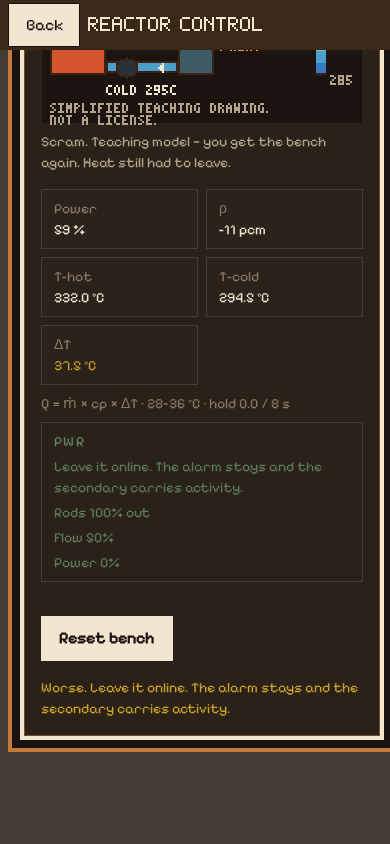 Back
REACTOR CONTROL
285
COLD 295C
SIMPLIFIED TEACHING DRAWING.
NOT A LICENSE.
Scram. Teaching model – you get the bench
again. Heat still had to leave.
Power
89 %
ρ
-11 pcm
T-hot
332.0 °C
T-cold
294.8 °C
ΔT
37.8 °C
Q = ṁ × cp × ΔT · 28-36 °C · hold 0.0 / 8 s
PWR
Leave it online. The alarm stays and the
secondary carries activity.
Rods 100% out
Flow 80%
Power 0%
Reset bench
Worse. Leave it online. The alarm stays and the
secondary carries activity.